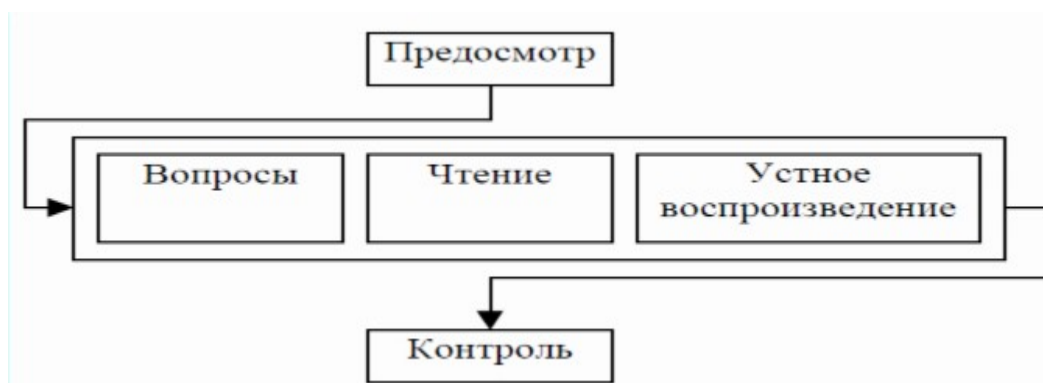 Предосмотр
Вопросы
Чтение
Устное
воспроизведение
Контроль